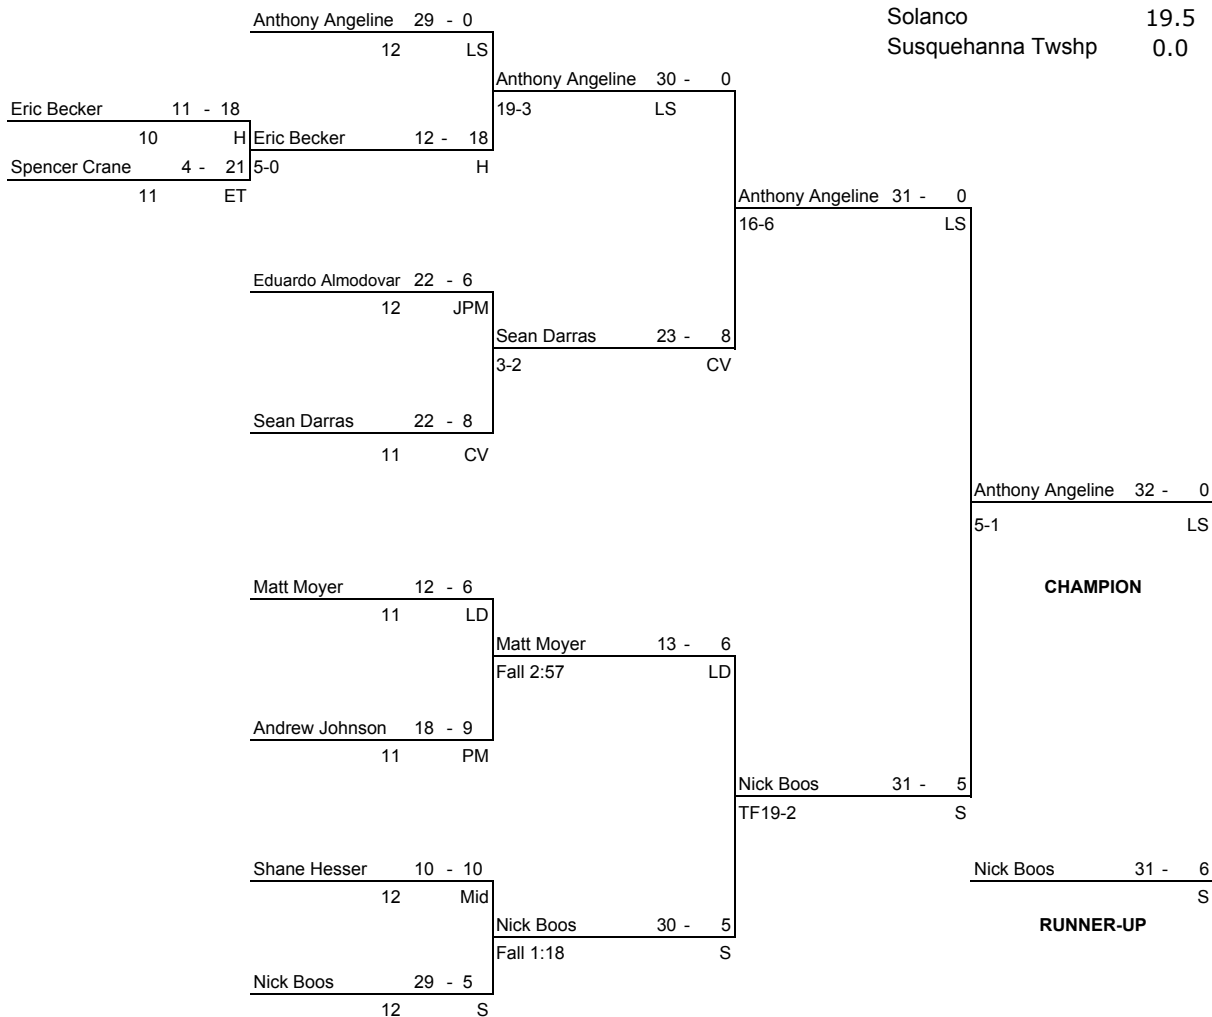 Solanco 19.5
Susquehanna Twshp 0.0
Anthony Angeline 29 - 0
12 LS
Anthony Angeline 30 - 0
19-3 LS
Eric Becker 11 - 18
10 H
Eric Becker 12 - 18
5-0 H
Spencer Crane 4 - 21
11 ET
Anthony Angeline 31 - 0
16-6 LS
Eduardo Almodovar 22 - 6
12 JPM
Sean Darras 23 - 8
3-2 CV
Sean Darras 22 - 8
11 CV
Anthony Angeline 32 - 0
5-1 LS
CHAMPION
Matt Moyer 12 - 6
11 LD
Matt Moyer 13 - 6
Fall 2:57 LD
Andrew Johnson 18 - 9
11 PM
Nick Boos 31 - 5
TF19-2 S
Shane Hesser 10 - 10
12 Mid
Nick Boos 31 - 6
S
RUNNER-UP
Nick Boos 30 - 5
Fall 1:18 S
Nick Boos 29 - 5
12 S